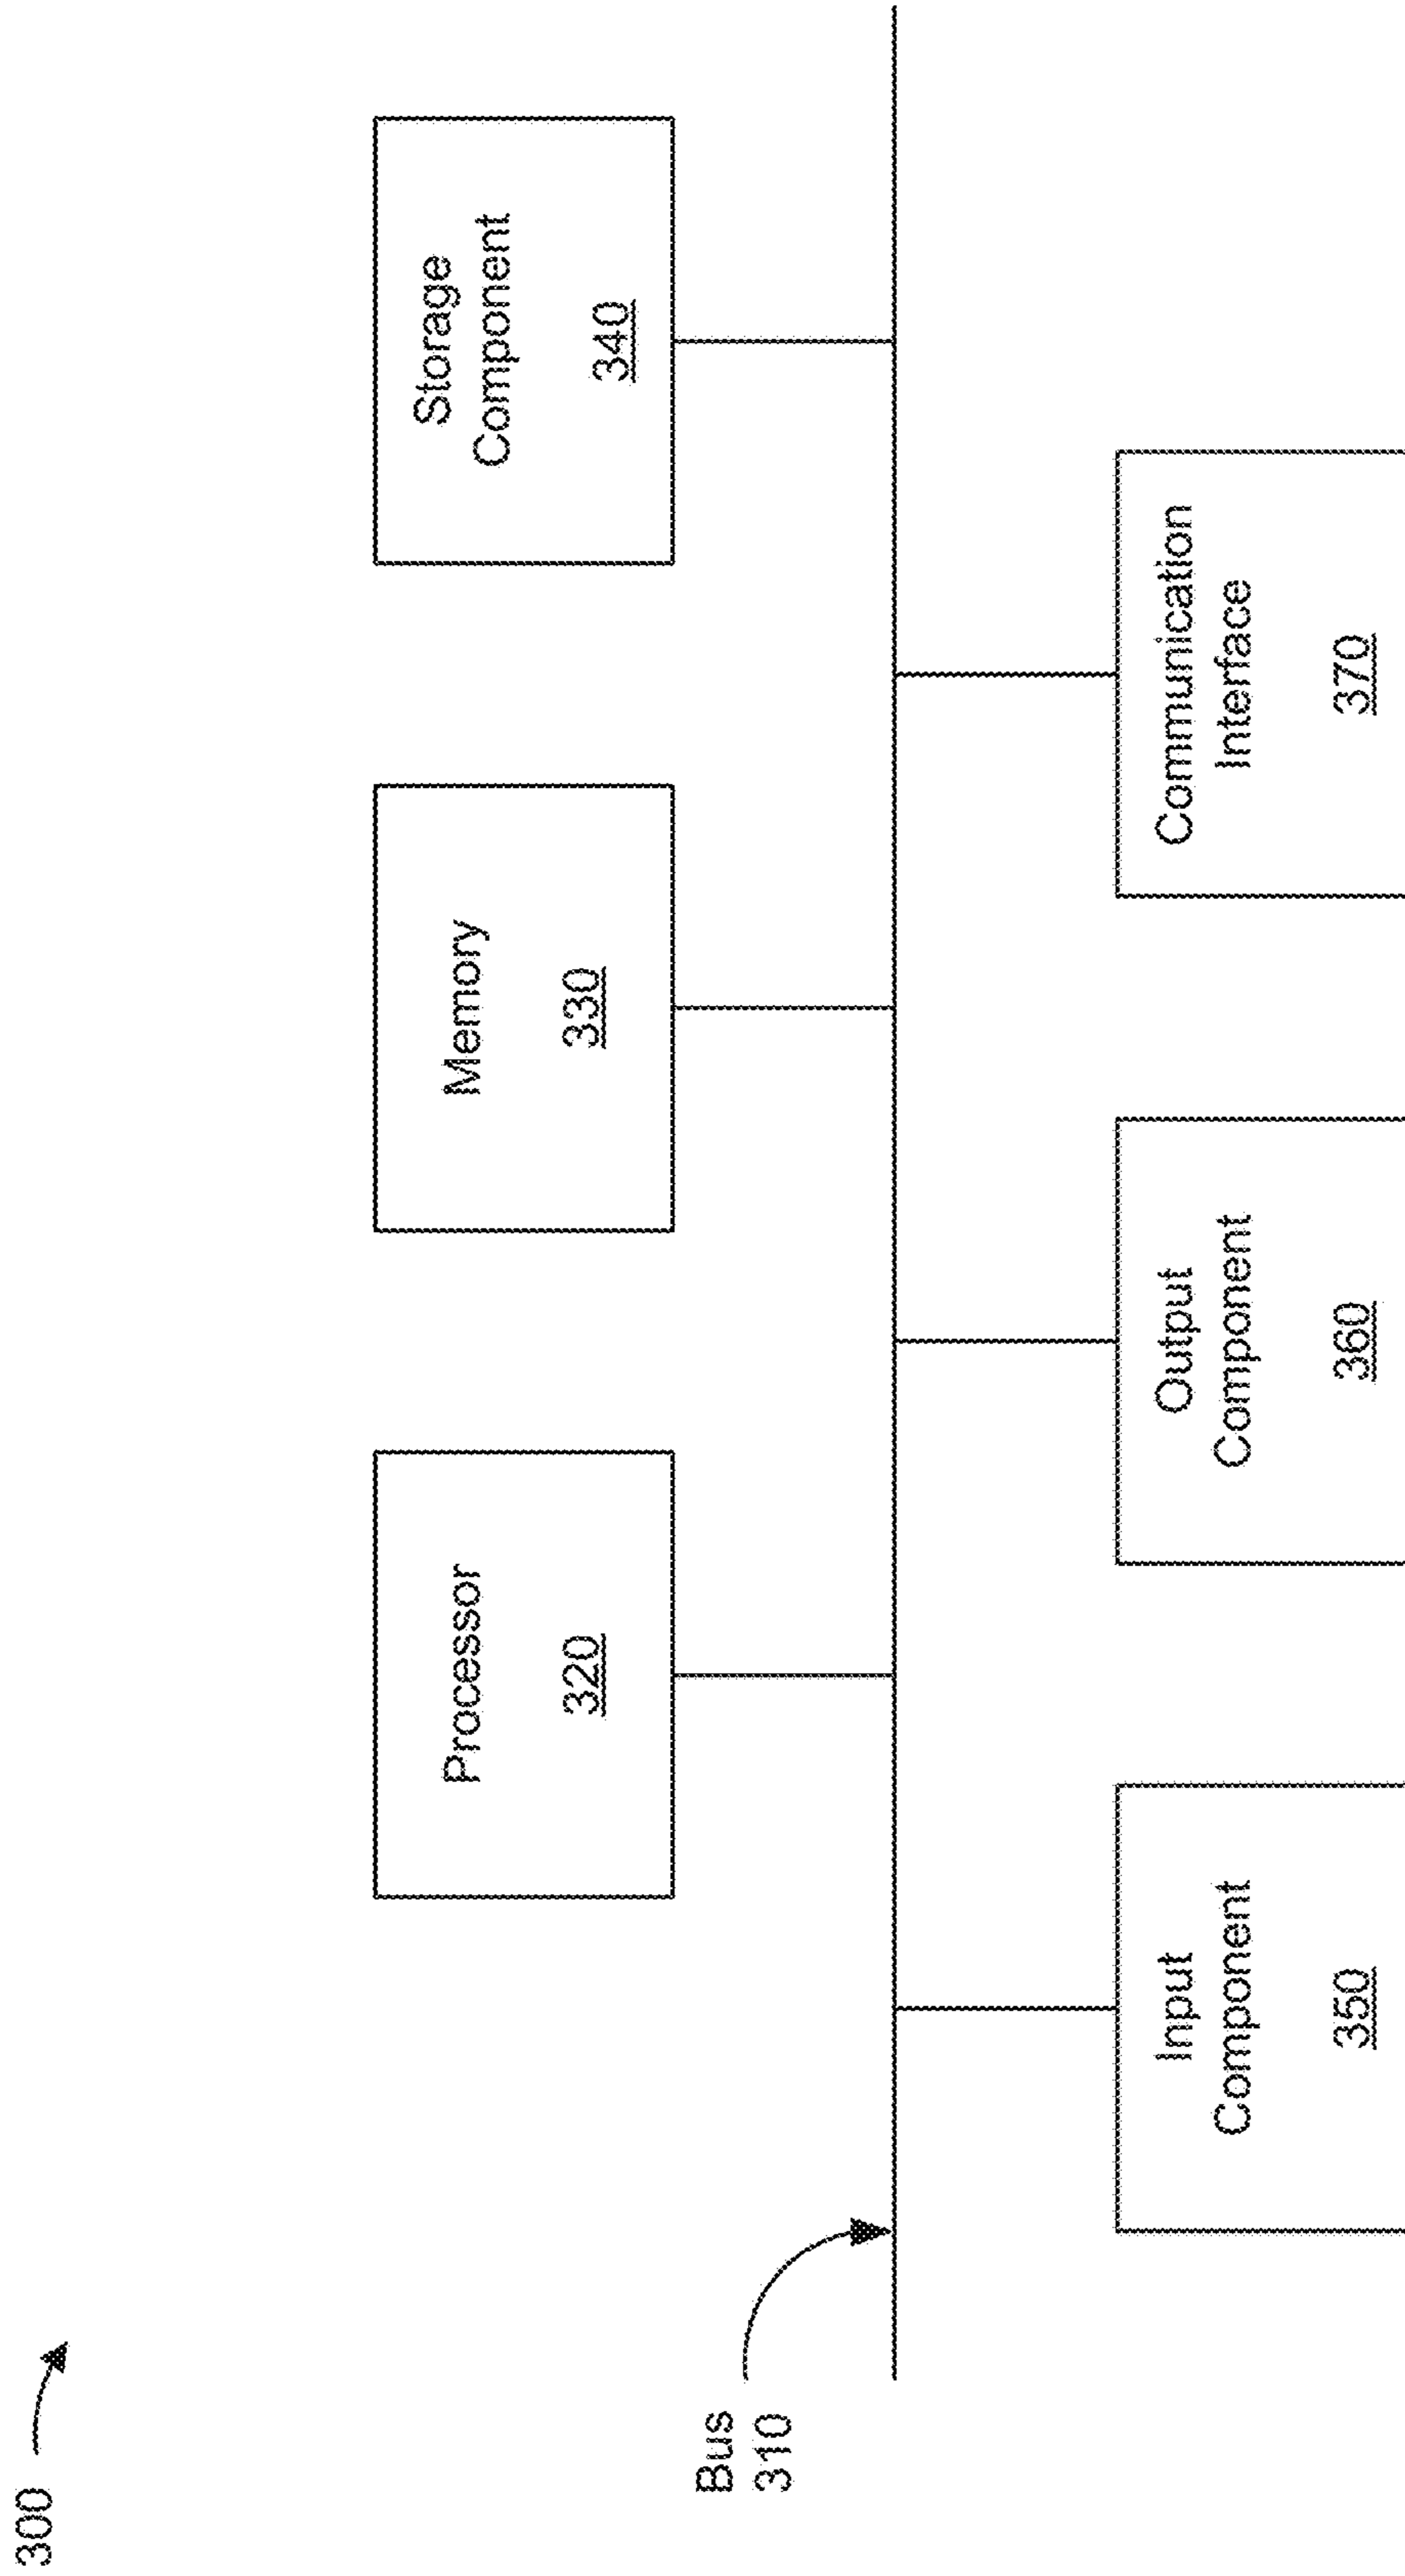 300
Processor
320
Memory
330
Storage
Component
340
Bus
310
Input
Component
350
Output
Component
360
Communication
Interface
370